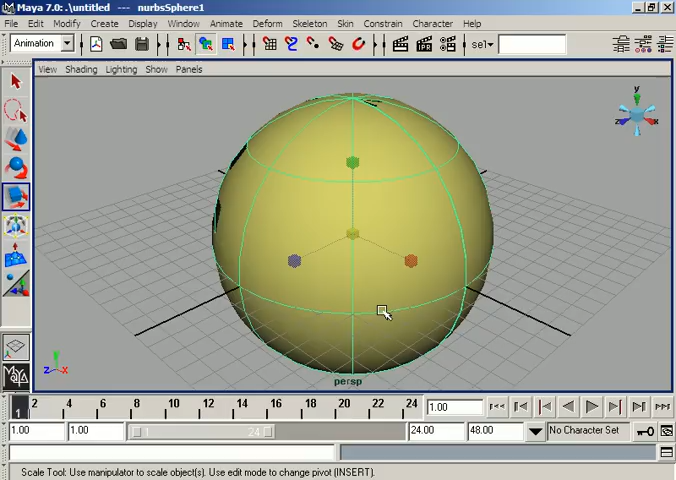 Maya 7.0: .\untitled --- nurbsSphere1
File Edit Modify Create Display Window Animate Deform Skeleton Skin Constrain Character
Animation sel
View Shading Lighting Show Panels
y
z x
y
z x
persp
1 2 4 6 8 10 12 14 16 18 20 22 24 1.00
1.00 1.00 1 24 24.00 48.00 No Character Set
Scale Tool: Use manipulator to scale object(s). Use edit mode to change pivot (INSERT).